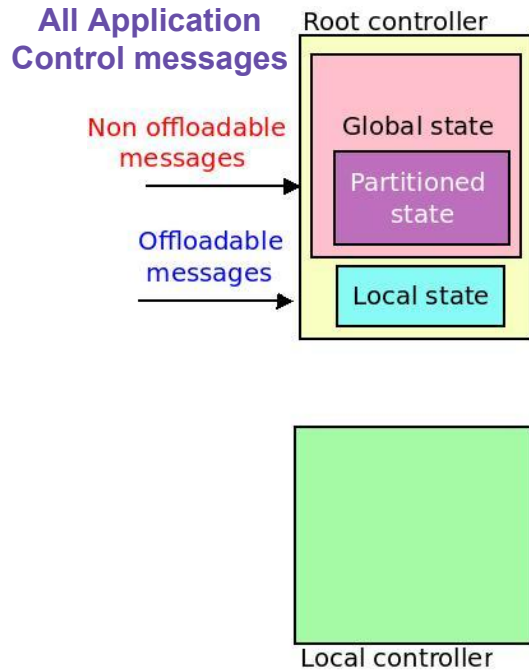 All Application
Control messages
Root controller
Non offloadable
messages
Global state
Partitioned
state
Offloadable
messages
Local state
Local controller